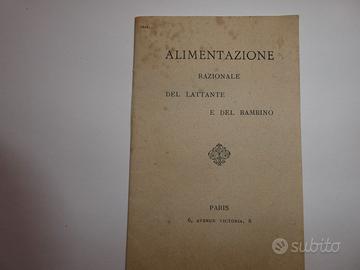 ALIMENTAZIONE
RAZIONALE
DEL LATTANTE
E DEL BAMBINO
PARIS
6, AVENUE VICTORIA, 6
subito